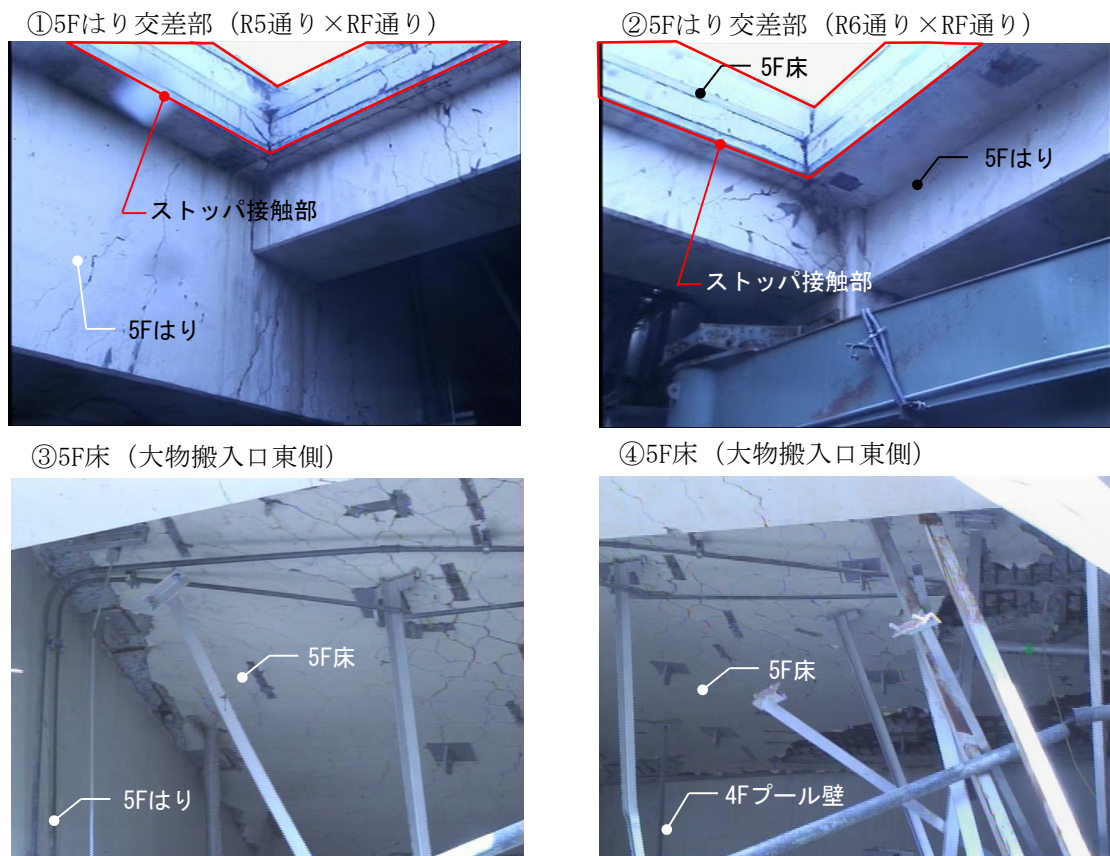 ①5Fはり交差部（R5通り×RF通り）
②5Fはり交差部（R6通り×RF通り）
ストッパ接触部
5Fはり
5F床
5Fはり
ストッパ接触部
③5F床（大物搬入口東側）
④5F床（大物搬入口東側）
5F床
5Fはり
5F床
4Fプール壁